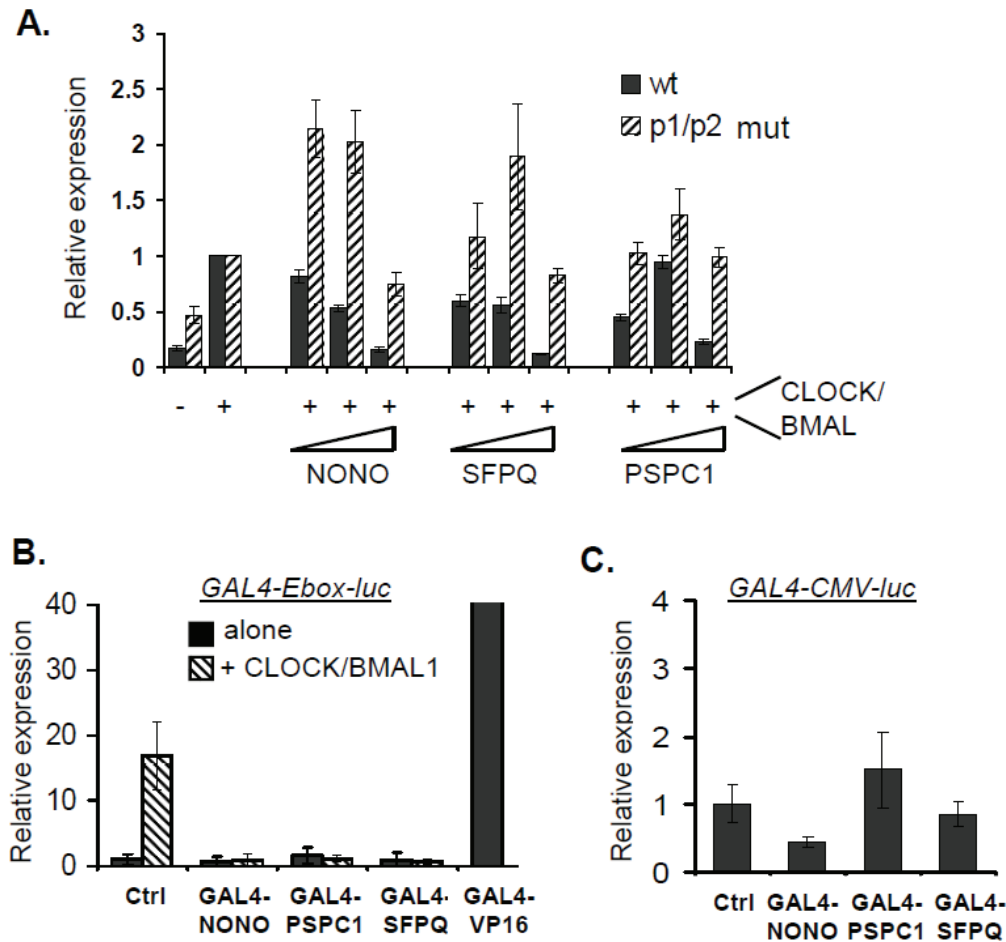 A.
Relative expression
3
2.5
2
1.5
1
0.5
0
wt
p1/p2 mut
- + + + + + + + + + +
CLOCK/
BMAL
NONO SFPQ PSPC1
B.
GAL4-Ebox-luc
Relative expression
40
30
20
10
0
alone
+ CLOCK/BMAL1
Ctrl GAL4- GAL4- GAL4- GAL4-
NONO PSPC1 SFPQ VP16
C.
GAL4-CMV-luc
Relative expression
4
3
2
1
0
Ctrl GAL4- GAL4- GAL4-
NONO PSPC1 SFPQ